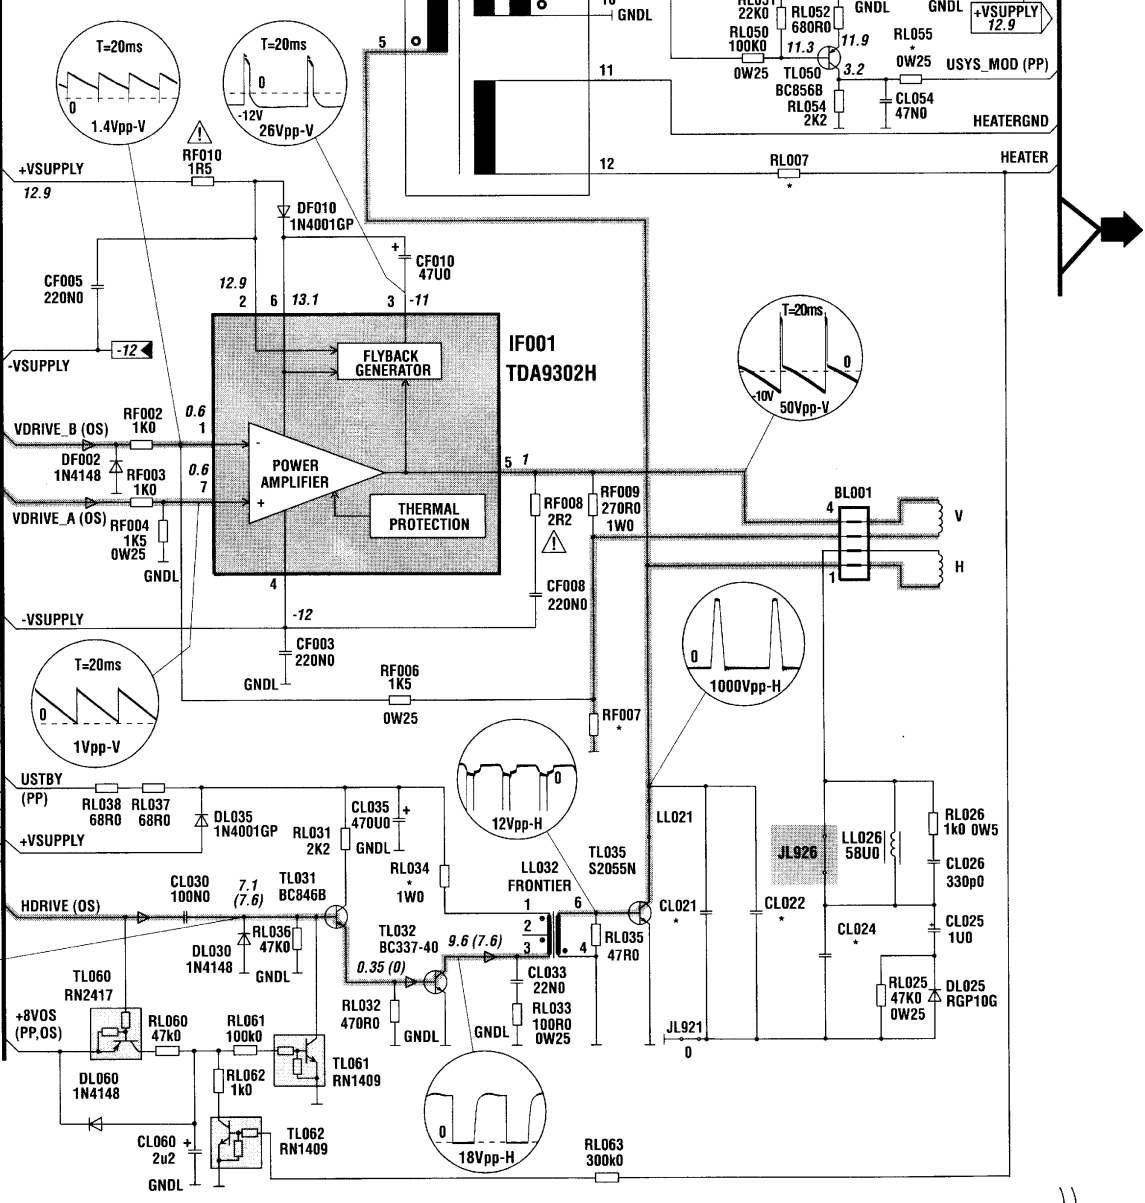 T=20ms
0
1.4Vpp-V
T=20ms
0
-12V
26Vpp-V
5
GNDL
11
12
22K0
RL052
680R0
GNDL
GNDL
+VSUPPLY
12.9
RL050
100K0
0W25
11.3
11.9
TL050
BC856B
3.2
RL054
2K2
RL055
*
0W25
USYS_MOD (PP)
CL054
47N0
HEATERGND
HEATER
RL007
*
+VSUPPLY
12.9
RF010
1R5
DF010
1N4001GP
CF010
47U0
+
CF005
220N0
12.9
2
6
13.1
3
-11
-12
-VSUPPLY
IF001
TDA9302H
FLYBACK
GENERATOR
POWER
AMPLIFIER
-
+
THERMAL
PROTECTION
VDRIVE_B (OS)
RF002
1K0
0.6
1
DF002
1N4148
RF003
1K0
0.6
7
VDRIVE_A (OS)
RF004
1K5
0W25
GNDL
5
1
RF008
2R2
RF009
270R0
1W0
CF008
220N0
4
-12
-VSUPPLY
CF003
220N0
GNDL
T=20ms
0
-10V
50Vpp-V
BL001
4
1
V
H
T=20ms
0
1Vpp-V
RF006
1K5
0W25
RF007
*
0
1000Vpp-H
0
12Vpp-H
USTBY
(PP)
RL038
68R0
RL037
68R0
+VSUPPLY
DL035
1N4001GP
RL031
2K2
CL035
470U0
+
GNDL
RL034
*
1W0
LL032
FRONTIER
TL035
S2055N
LL021
JL926
LL026
58U0
RL026
1k0 0W5
CL026
330p0
HDRIVE (OS)
CL030
100N0
7.1
(7.6)
TL031
BC846B
DL030
1N4148
RL036
47K0
GNDL
TL032
BC337-40
9.6 (7.6)
0.35 (0)
1
2
3
6
4
RL035
47R0
CL021
*
CL022
*
CL024
*
+
CL025
1U0
RL025
47K0
0W25
DL025
RGP10G
RL032
470R0
GNDL
CL033
22N0
RL033
100R0
0W25
GNDL
JL921
0
TL060
RN2417
+8VOS
(PP,OS)
RL060
47k0
RL061
100k0
TL061
RN1409
DL060
1N4148
RL062
1k0
TL062
RN1409
CL060
2u2
+
GNDL
0
18Vpp-H
RL063
300k0